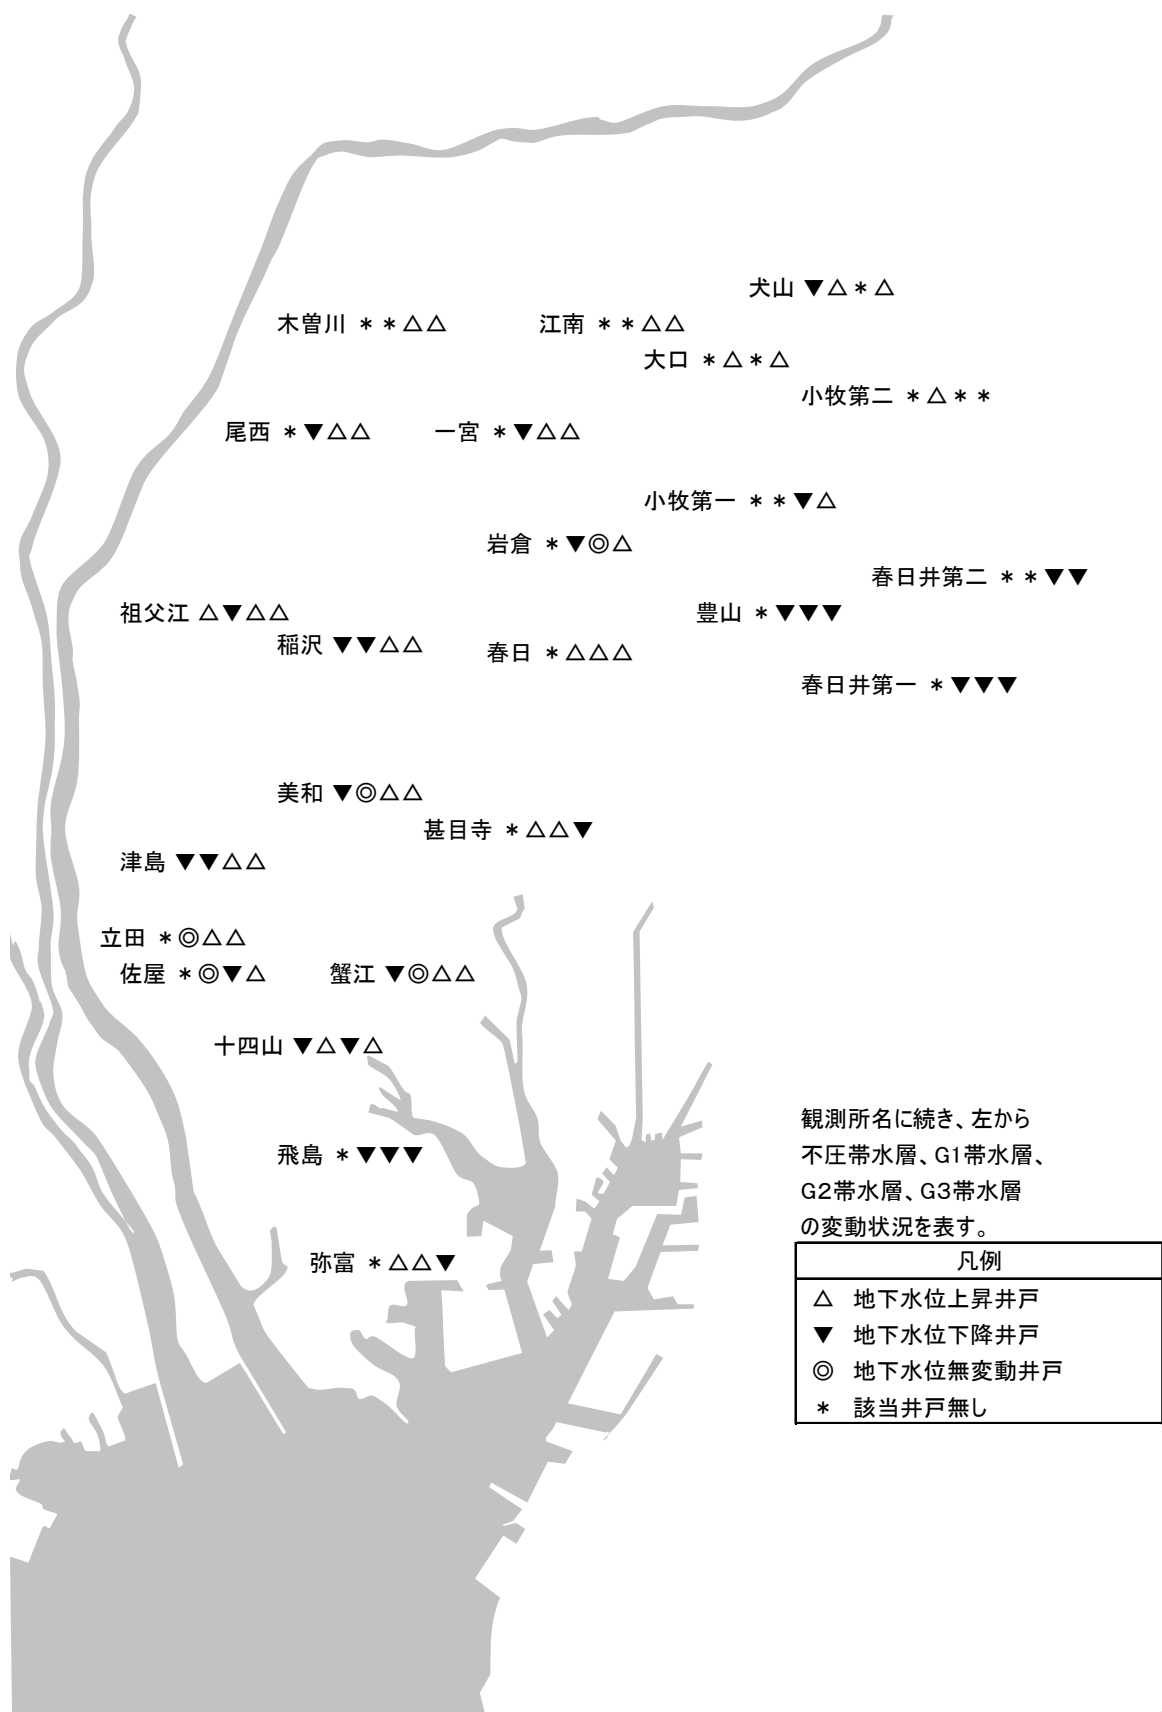 犬山 ▼△＊△
木曽川 ＊＊△△
江南 ＊＊△△
大口 ＊△＊△
小牧第二 ＊△＊＊
尾西 ＊▼△△
一宮 ＊▼△△
小牧第一 ＊＊▼△
岩倉 ＊▼◎△
春日井第二 ＊＊▼▼
祖父江 △▼△△
豊山 ＊▼▼▼
稲沢 ▼▼△△
春日 ＊△△△
春日井第一 ＊▼▼▼
美和 ▼◎△△
甚目寺 ＊△△▼
津島 ▼▼△△
立田 ＊◎△△
佐屋 ＊◎▼△
蟹江 ▼◎△△
十四山 ▼△▼△
飛島 ＊▼▼▼
弥富 ＊△△▼
観測所名に続き、左から
不圧帯水層、G1帯水層、
G2帯水層、G3帯水層
の変動状況を表す。
凡例
△ 地下水位上昇井戸
▼ 地下水位下降井戸
◎ 地下水位無変動井戸
＊ 該当井戸無し